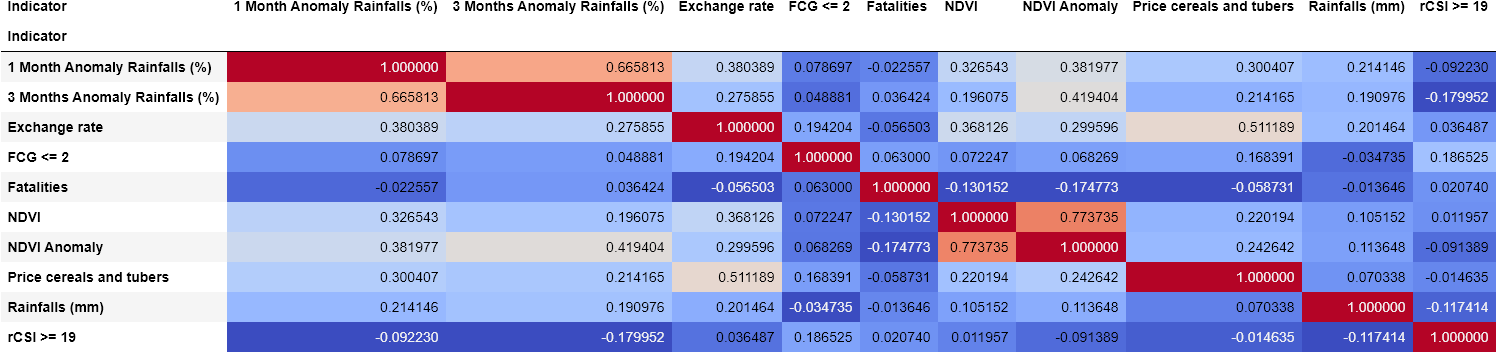 Indicator 1 Month Anomaly Rainfalls (%) 3 Months Anomaly Rainfalls (%) Exchange rate FCG <= 2 Fatalities NDVI NDVI Anomaly Price cereals and tubers Rainfalls (mm) rCSI >= 19
Indicator
1 Month Anomaly Rainfalls (%) 1.000000 0.665813 0.380389 0.078697 -0.022557 0.326543 0.381977 0.300407 0.214146 -0.092230
3 Months Anomaly Rainfalls (%) 0.665813 1.000000 0.275855 0.048881 0.036424 0.196075 0.419404 0.214165 0.190976 -0.179952
Exchange rate 0.380389 0.275855 1.000000 0.194204 -0.056503 0.368126 0.299596 0.511189 0.201464 0.036487
FCG <= 2 0.078697 0.048881 0.194204 1.000000 0.063000 0.072247 0.068269 0.168391 -0.034735 0.186525
Fatalities -0.022557 0.036424 -0.056503 0.063000 1.000000 -0.130152 -0.174773 -0.058731 -0.013646 0.020740
NDVI 0.326543 0.196075 0.368126 0.072247 -0.130152 1.000000 0.773735 0.220194 0.105152 0.011957
NDVI Anomaly 0.381977 0.419404 0.299596 0.068269 -0.174773 0.773735 1.000000 0.242642 0.113648 -0.091389
Price cereals and tubers 0.300407 0.214165 0.511189 0.168391 -0.058731 0.220194 0.242642 1.000000 0.070338 -0.014635
Rainfalls (mm) 0.214146 0.190976 0.201464 -0.034735 -0.013646 0.105152 0.113648 0.070338 1.000000 -0.117414
rCSI >= 19 -0.092230 -0.179952 0.036487 0.186525 0.020740 0.011957 -0.091389 -0.014635 -0.117414 1.000000